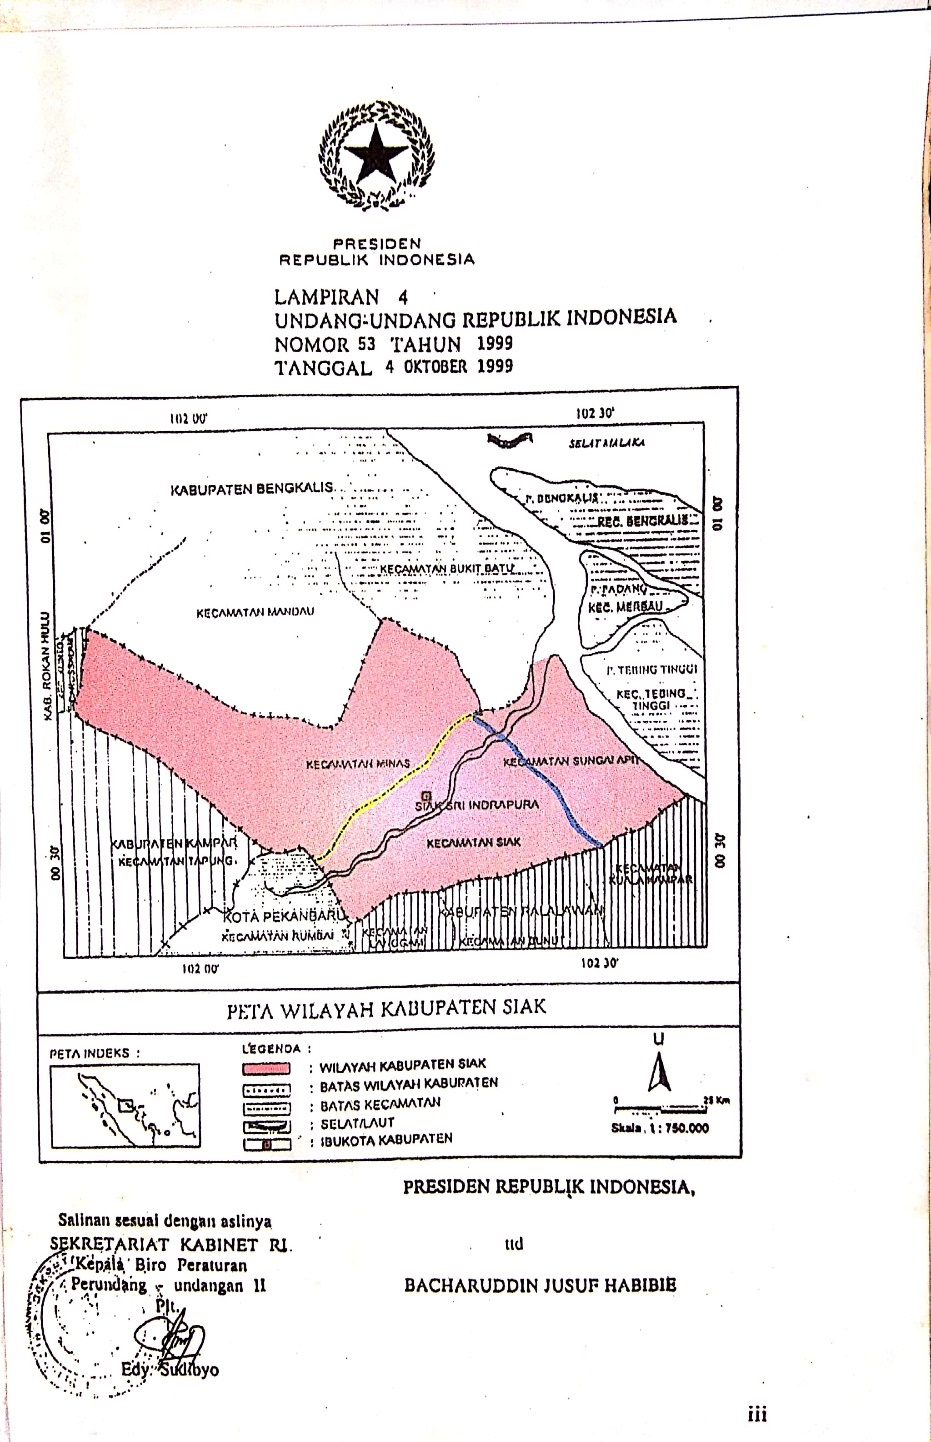 PRESIDEN
REPUBLIK INDONESIA
LAMPIRAN 4
UNDANG-UNDANG REPUBLIK INDONESIA
NOMOR 53 TAHUN 1999
TANGGAL 4 OKTOBER 1999
102 00'
102 30'
SELAT MALAKA
KABUPATEN BENGKALIS
P. BENGKALIS
KEC. BENGKALIS
01 00'
01 00'
KECAMATAN BUKIT BATU
P. PADANG
KEC. MERBAU
KECAMATAN MANDAU
KAB. ROKAN HULU
P. TEBING TINGGI
KEC. TEBING
TINGGI
KECAMATAN MINAS
KECAMATAN SUNGAI APIT
SIAK SRI INDRAPURA
KECAMATAN SIAK
KABUPATEN KAMPAR
KECAMATAN TAPUNG
00 30'
00 30'
KECAMATAN
KUALA KAMPAR
KOTA PEKANBARU
KECAMATAN RUMBAI
KABUPATEN PALALAWAN
KECAMATAN
LANGGAM
KECAMATAN BUNUT
102 00'
102 30'
PETA WILAYAH KABUPATEN SIAK
PETA INDEKS :
LEGENDA :
: WILAYAH KABUPATEN SIAK
: BATAS WILAYAH KABUPATEN
: BATAS KECAMATAN
: SELAT/LAUT
: IBUKOTA KABUPATEN
U
0 25 Km
Skala. 1 : 750.000
PRESIDEN REPUBLIK INDONESIA,
ttd
BACHARUDDIN JUSUF HABIBIE
Salinan sesuai dengan aslinya
SEKRETARIAT KABINET RI.
Kepala Biro Peraturan
Perundang - undangan II
Plt.
Edy Sudibyo
iii